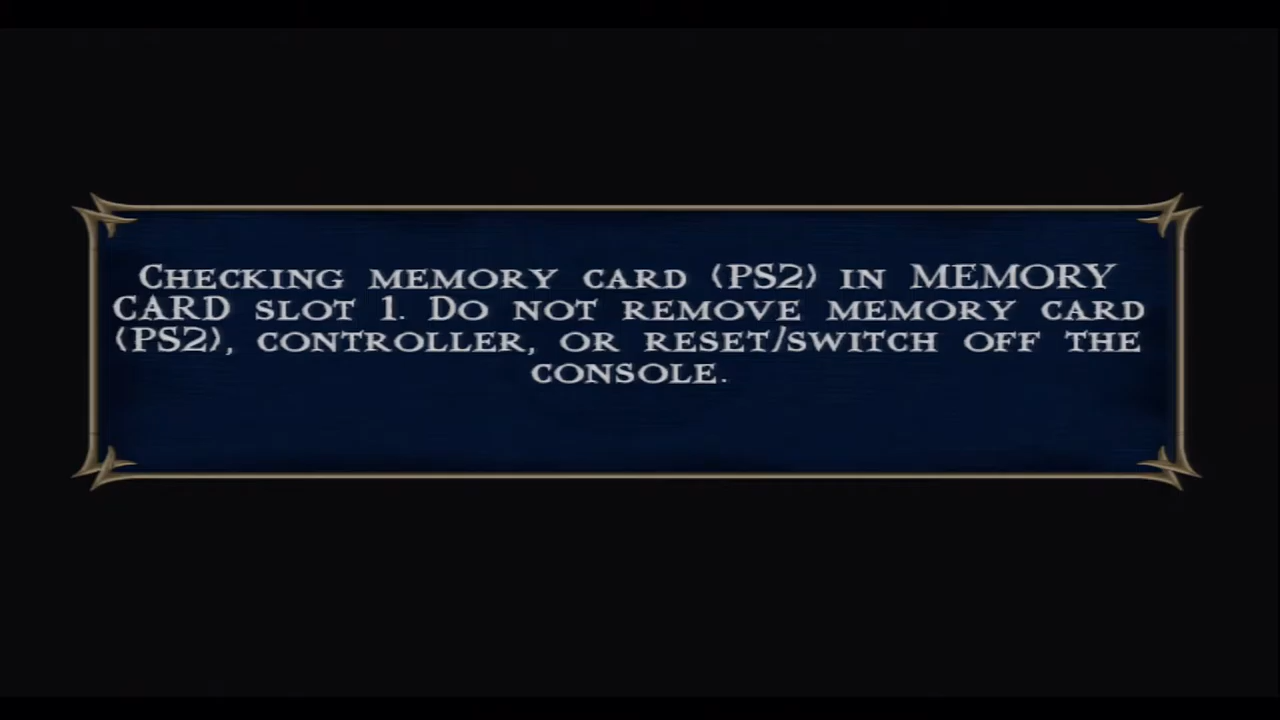 Checking memory card (PS2) in MEMORY
CARD slot 1. Do not remove memory card
(PS2), controller, or reset/switch off the
console.